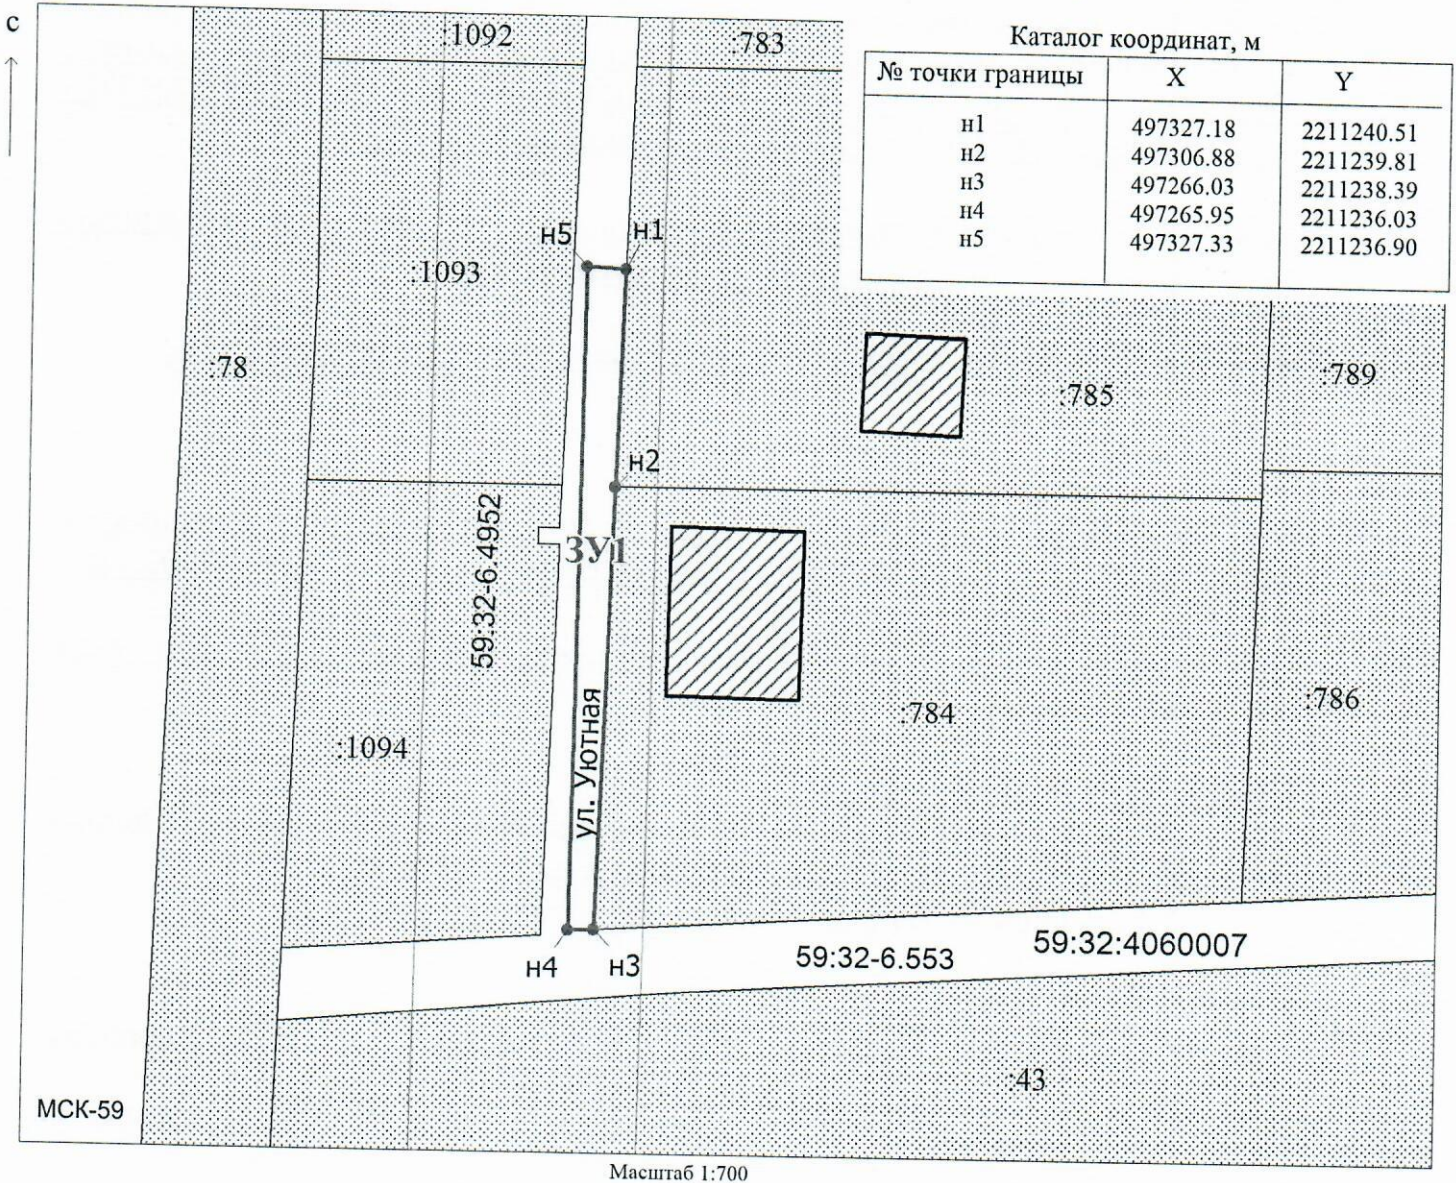 с
Каталог координат, м
№ точки границы X Y
н1 497327.18 2211240.51
н2 497306.88 2211239.81
н3 497266.03 2211238.39
н4 497265.95 2211236.03
н5 497327.33 2211236.90
:1092
:783
н5
н1
:1093
:78
:785
:789
н2
59:32-6.4952
ЗУ1
ул. Уютная
:784
:786
:1094
н4
н3
59:32-6.553
59:32:4060007
:43
МСК-59
Масштаб 1:700